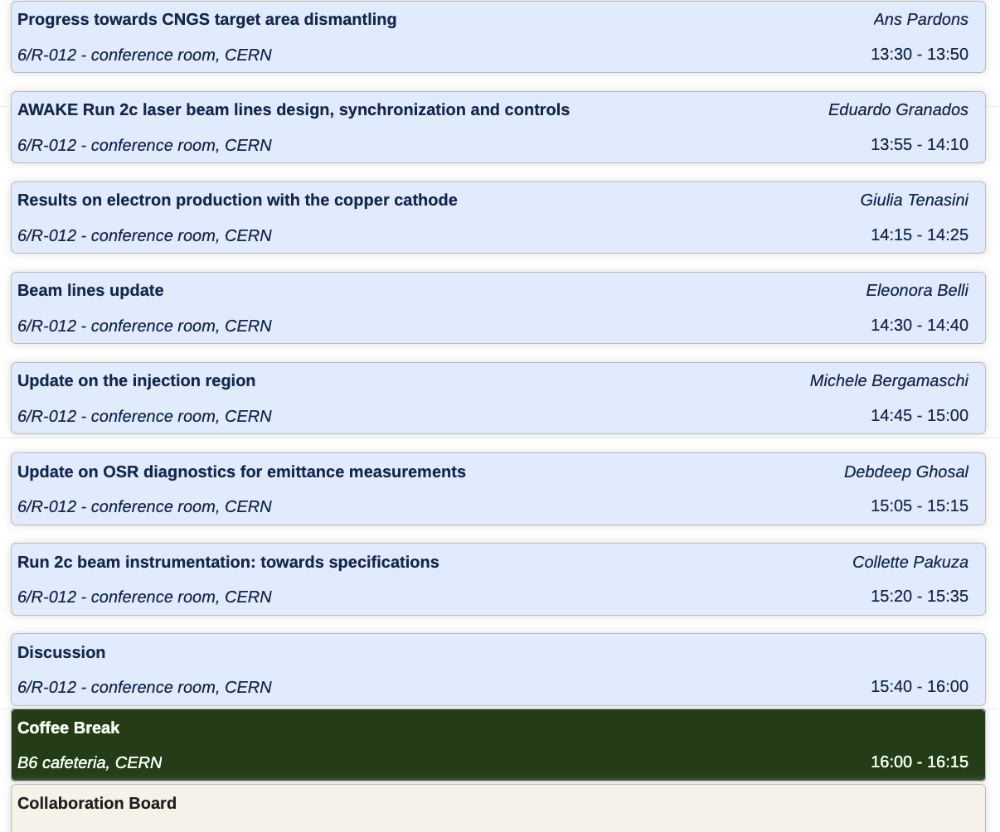 Progress towards CNGS target area dismantling Ans Pardons
6/R-012 - conference room, CERN 13:30 - 13:50
AWAKE Run 2c laser beam lines design, synchronization and controls Eduardo Granados
6/R-012 - conference room, CERN 13:55 - 14:10
Results on electron production with the copper cathode Giulia Tenasini
6/R-012 - conference room, CERN 14:15 - 14:25
Beam lines update Eleonora Belli
6/R-012 - conference room, CERN 14:30 - 14:40
Update on the injection region Michele Bergamaschi
6/R-012 - conference room, CERN 14:45 - 15:00
Update on OSR diagnostics for emittance measurements Debdeep Ghosal
6/R-012 - conference room, CERN 15:05 - 15:15
Run 2c beam instrumentation: towards specifications Collette Pakuza
6/R-012 - conference room, CERN 15:20 - 15:35
Discussion
6/R-012 - conference room, CERN 15:40 - 16:00
Coffee Break
B6 cafeteria, CERN 16:00 - 16:15
Collaboration Board